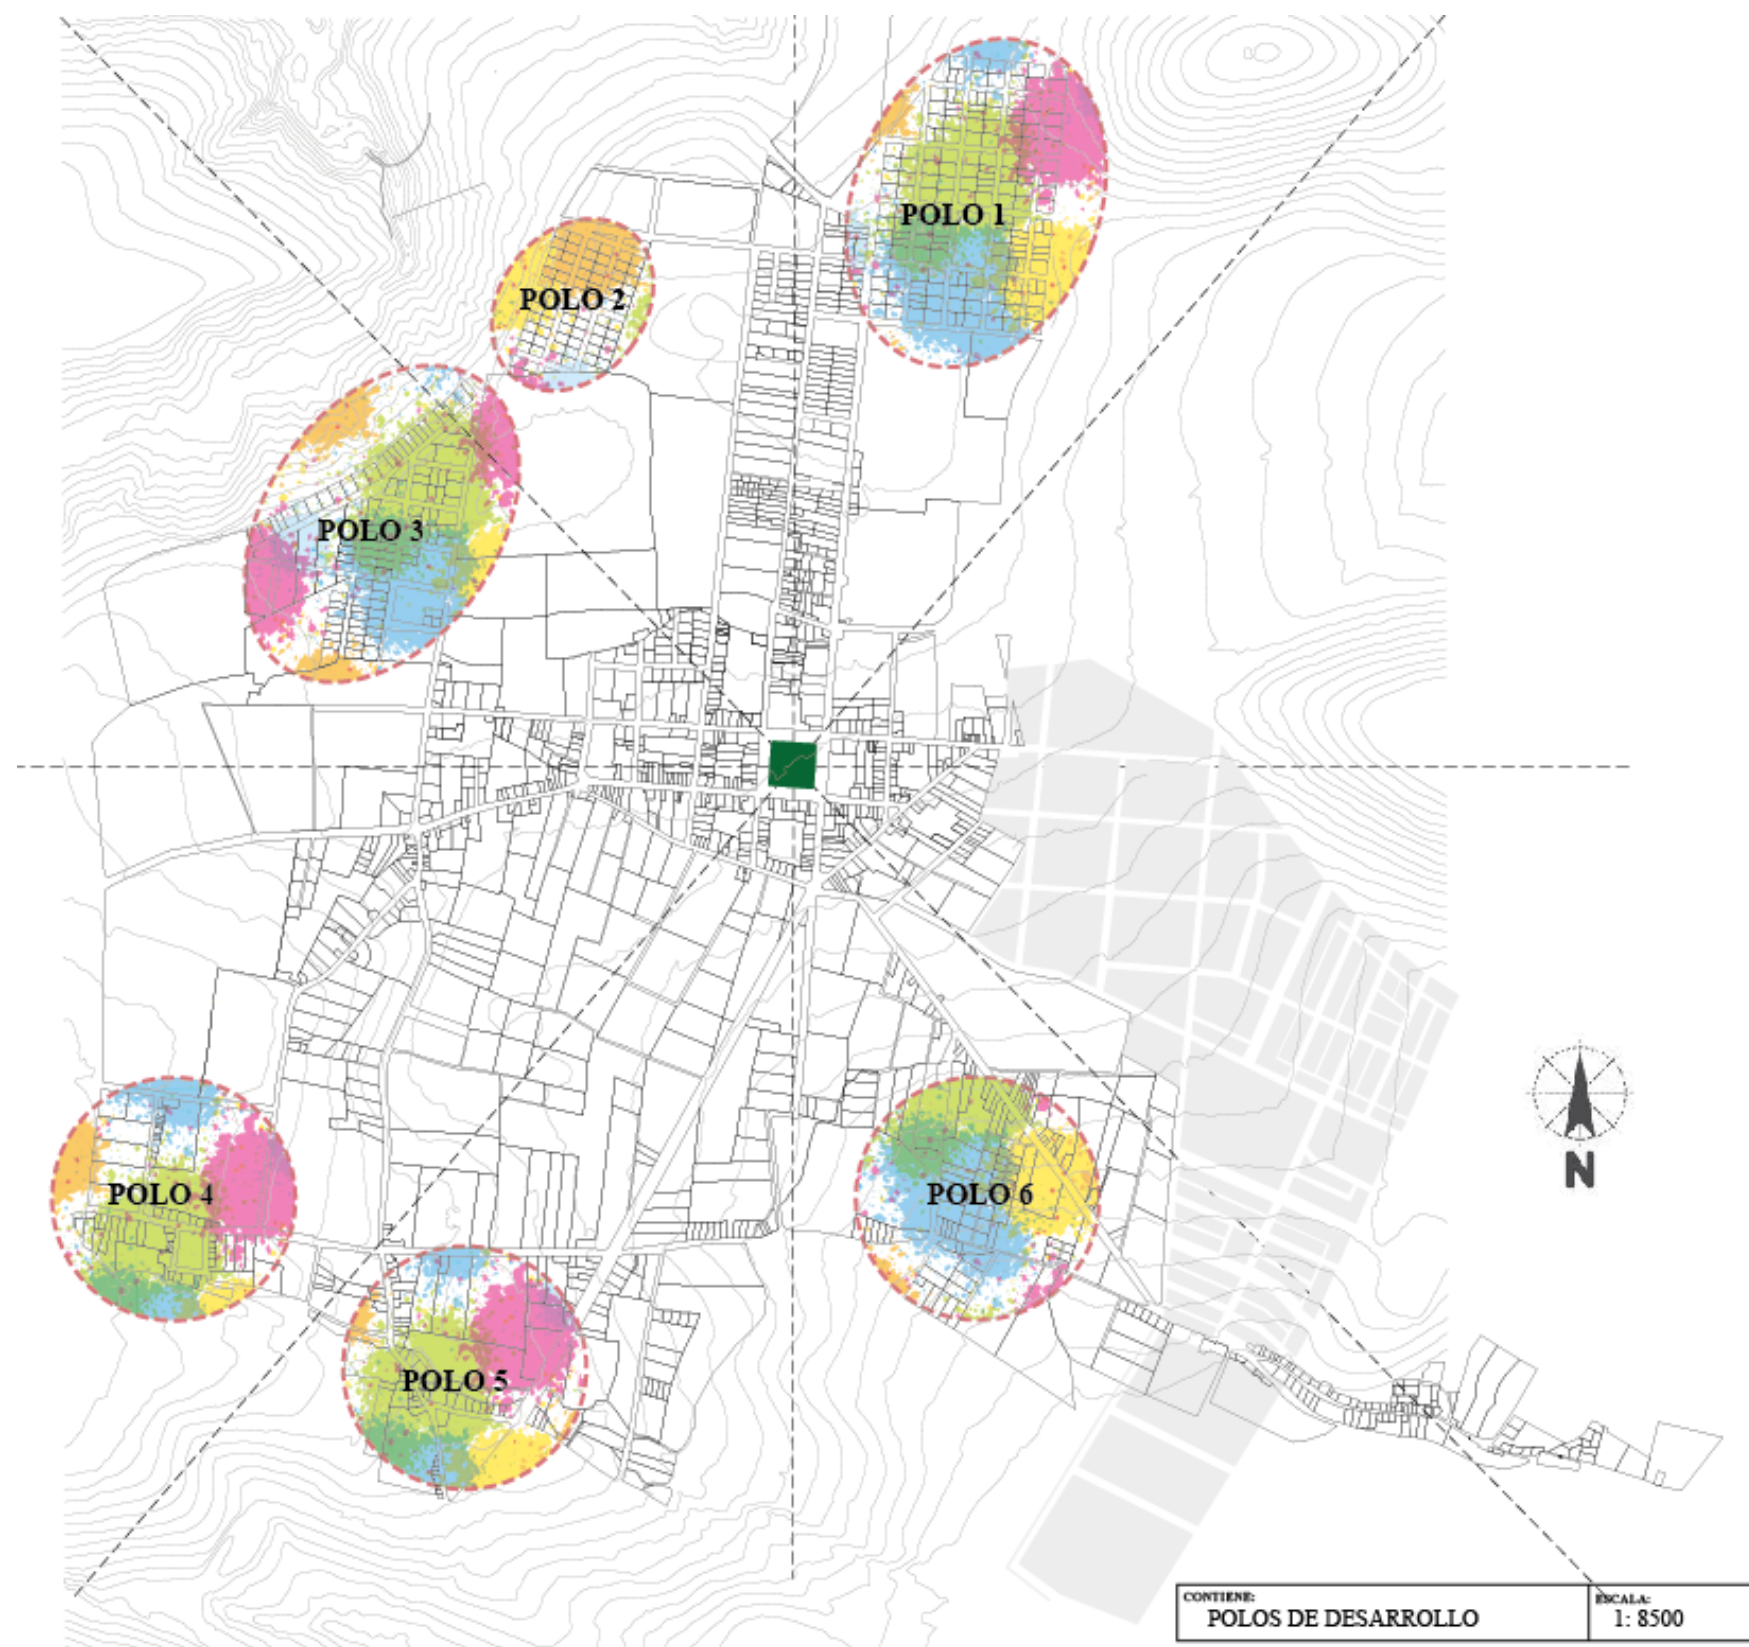 POLO 1
POLO 2
POLO 3
POLO 4
POLO 6
POLO 5
N
CONTIENE:
POLOS DE DESARROLLO
ESCALA:
1: 8500